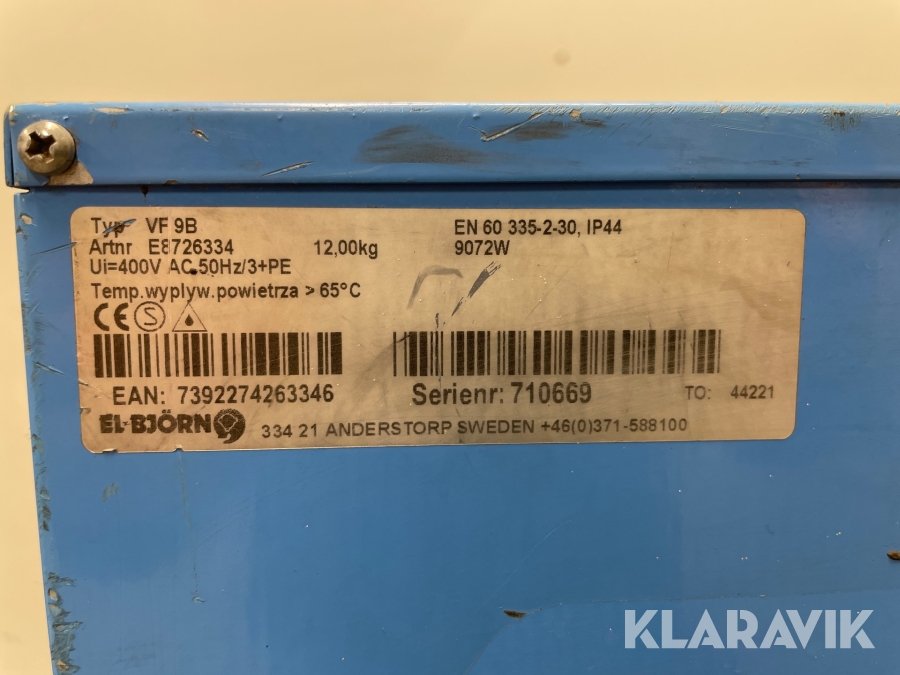 Typ VF 9B EN 60 335-2-30, IP44
Artnr E8726334 12,00kg 9072W
Ui=400V AC.50Hz/3+PE
Temp.wyplyw.powietrza > 65°C
CE S
EAN: 7392274263346 Serienr: 710669 TO: 44221
EL-BJÖRN 334 21 ANDERSTORP SWEDEN +46(0)371-588100
KLARAVIK